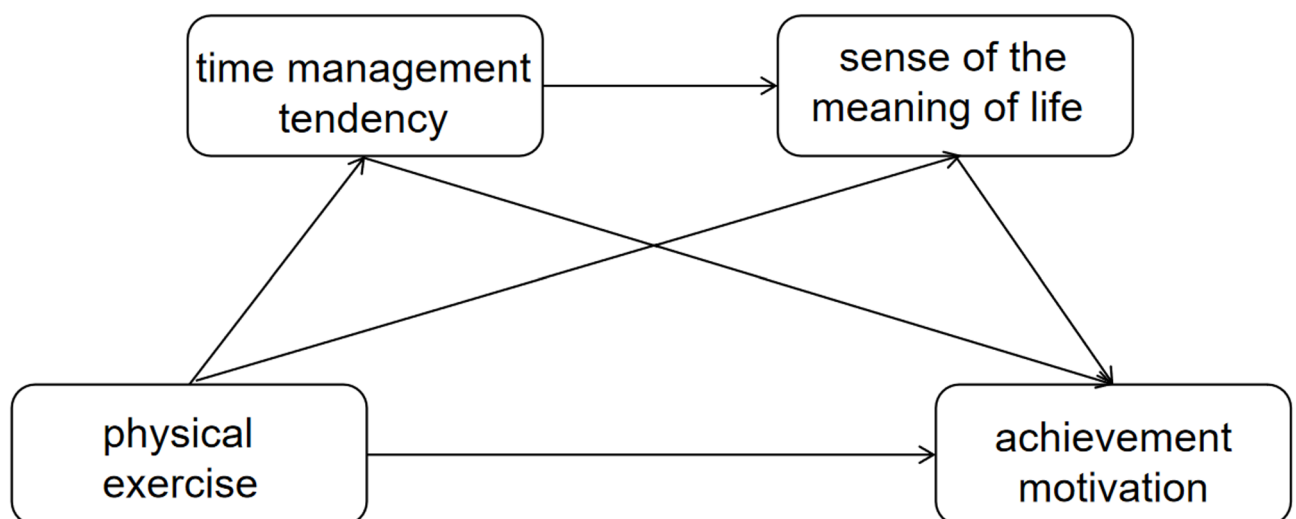 time management
tendency
sense of the
meaning of life
physical
exercise
achievement
motivation